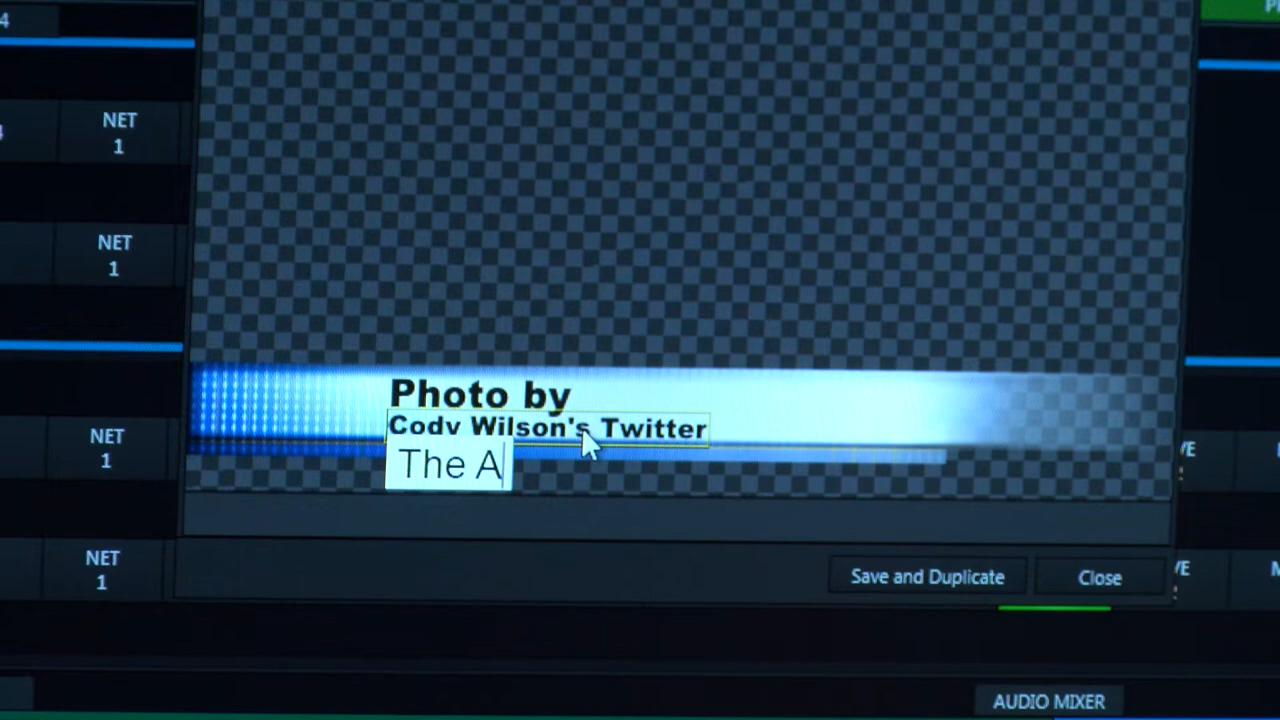 4
NET
1
4
NET
1
Photo by
Cody Wilson's Twitter
The A
NET
1
NET
1
Save and Duplicate
Close
AUDIO MIXER